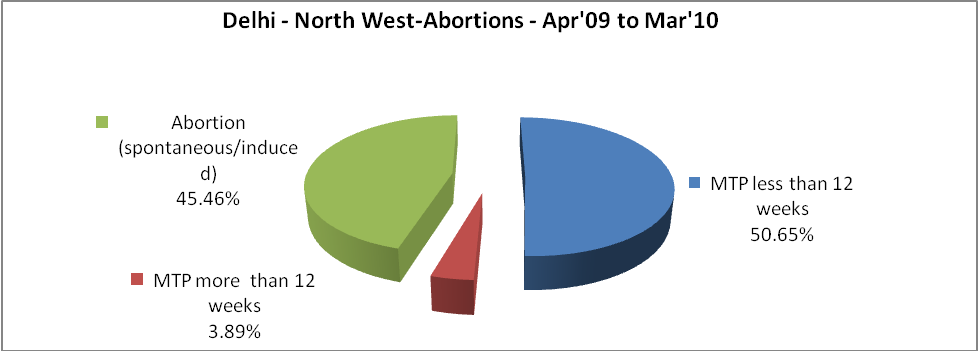 Delhi - North West-Abortions - Apr'09 to Mar'10
Abortion
(spontaneous/induce
d)
45.46%
MTP less than 12
weeks
50.65%
MTP more than 12
weeks
3.89%